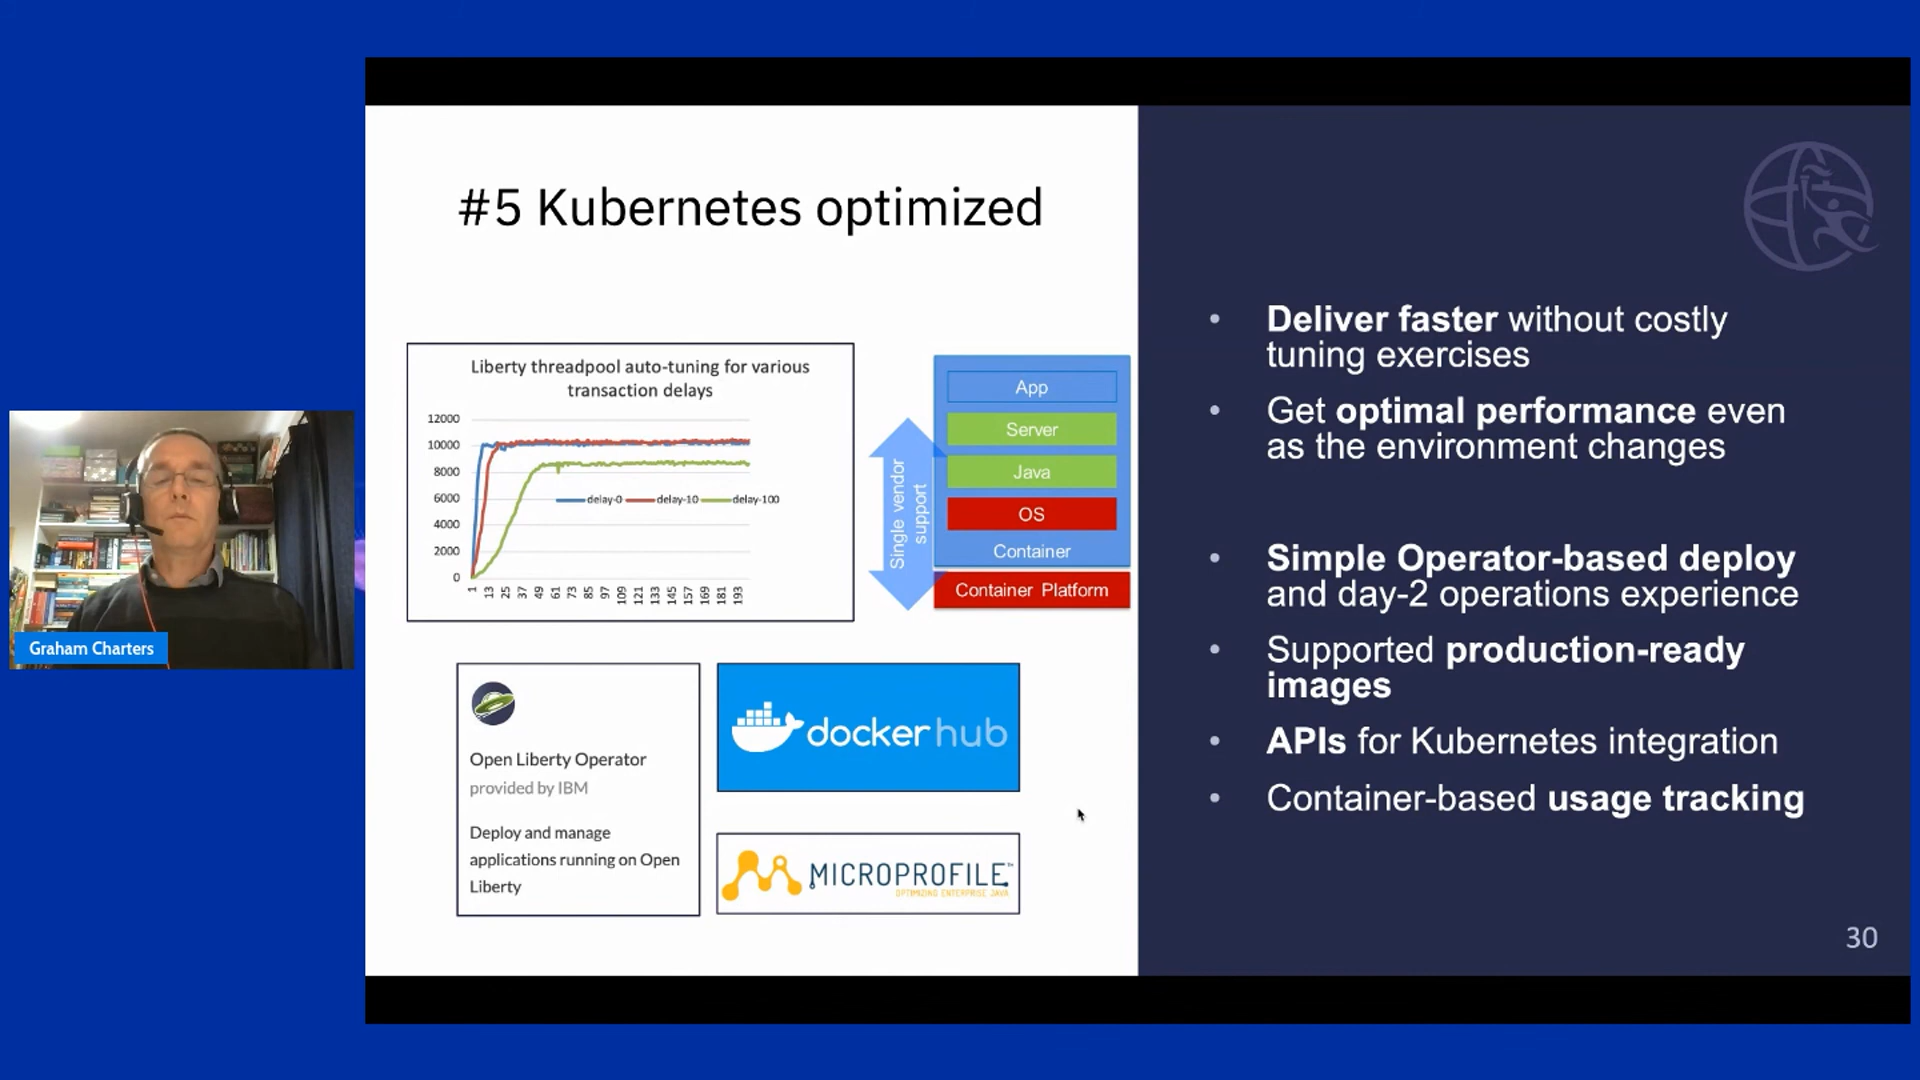 #5 Kubernetes optimized
Liberty threadpool auto-tuning for various
transaction delays
12000
10000
8000
6000
4000
2000
0
delay-0 delay-10 delay-100
1 13 25 37 49 61 73 85 97 109 121 133 145 157 169 181 193
Single vendor
support
App
Server
Java
OS
Container
Container Platform
Open Liberty Operator
provided by IBM
Deploy and manage
applications running on Open
Liberty
docker hub
MICROPROFILE™
OPTIMIZING ENTERPRISE JAVA
• Deliver faster without costly
tuning exercises
• Get optimal performance even
as the environment changes
• Simple Operator-based deploy
and day-2 operations experience
• Supported production-ready
images
• APIs for Kubernetes integration
• Container-based usage tracking
30
Graham Charters